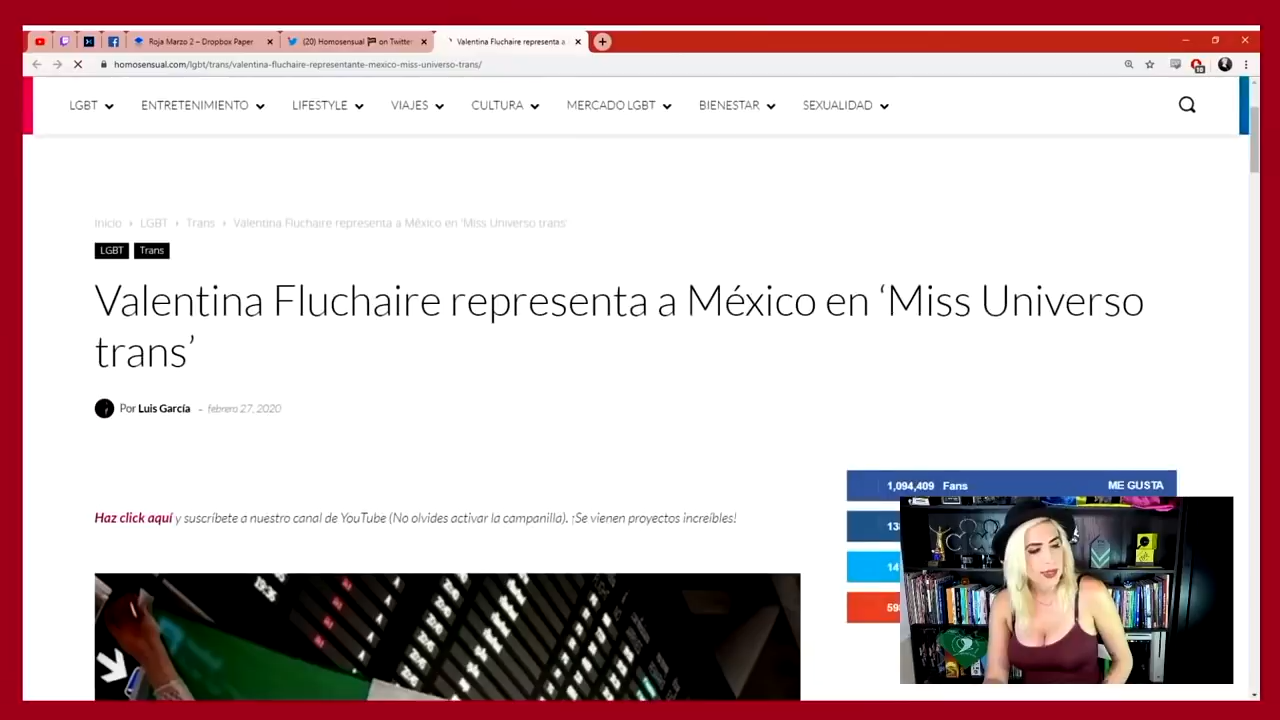 Roja Marzo 2 – Dropbox Paper
(20) Homosensual on Twitter
Valentina Fluchaire representa a
homosensual.com/lgbt/trans/valentina-fluchaire-representante-mexico-miss-universo-trans/
LGBT ENTRETENIMIENTO LIFESTYLE VIAJES CULTURA MERCADO LGBT BIENESTAR SEXUALIDAD
Inicio LGBT Trans Valentina Fluchaire representa a México en 'Miss Universo trans'
LGBT Trans
Valentina Fluchaire representa a México en ‘Miss Universo
trans’
Por Luis García - febrero 27, 2020
1,094,409 Fans ME GUSTA
Haz click aquí y suscríbete a nuestro canal de YouTube (No olvides activar la campanilla). ¡Se vienen proyectos increíbles!